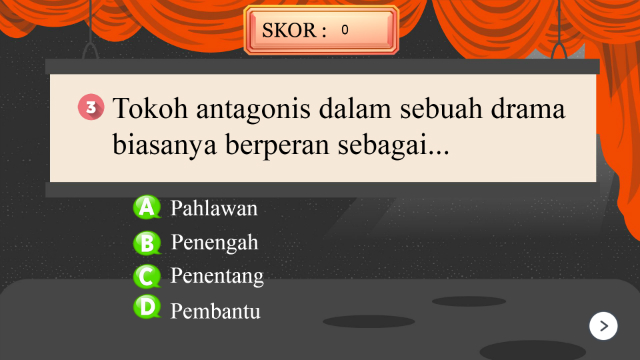 SKOR : 0
3 Tokoh antagonis dalam sebuah drama
biasanya berperan sebagai...
A Pahlawan
B Penengah
C Penentang
D Pembantu